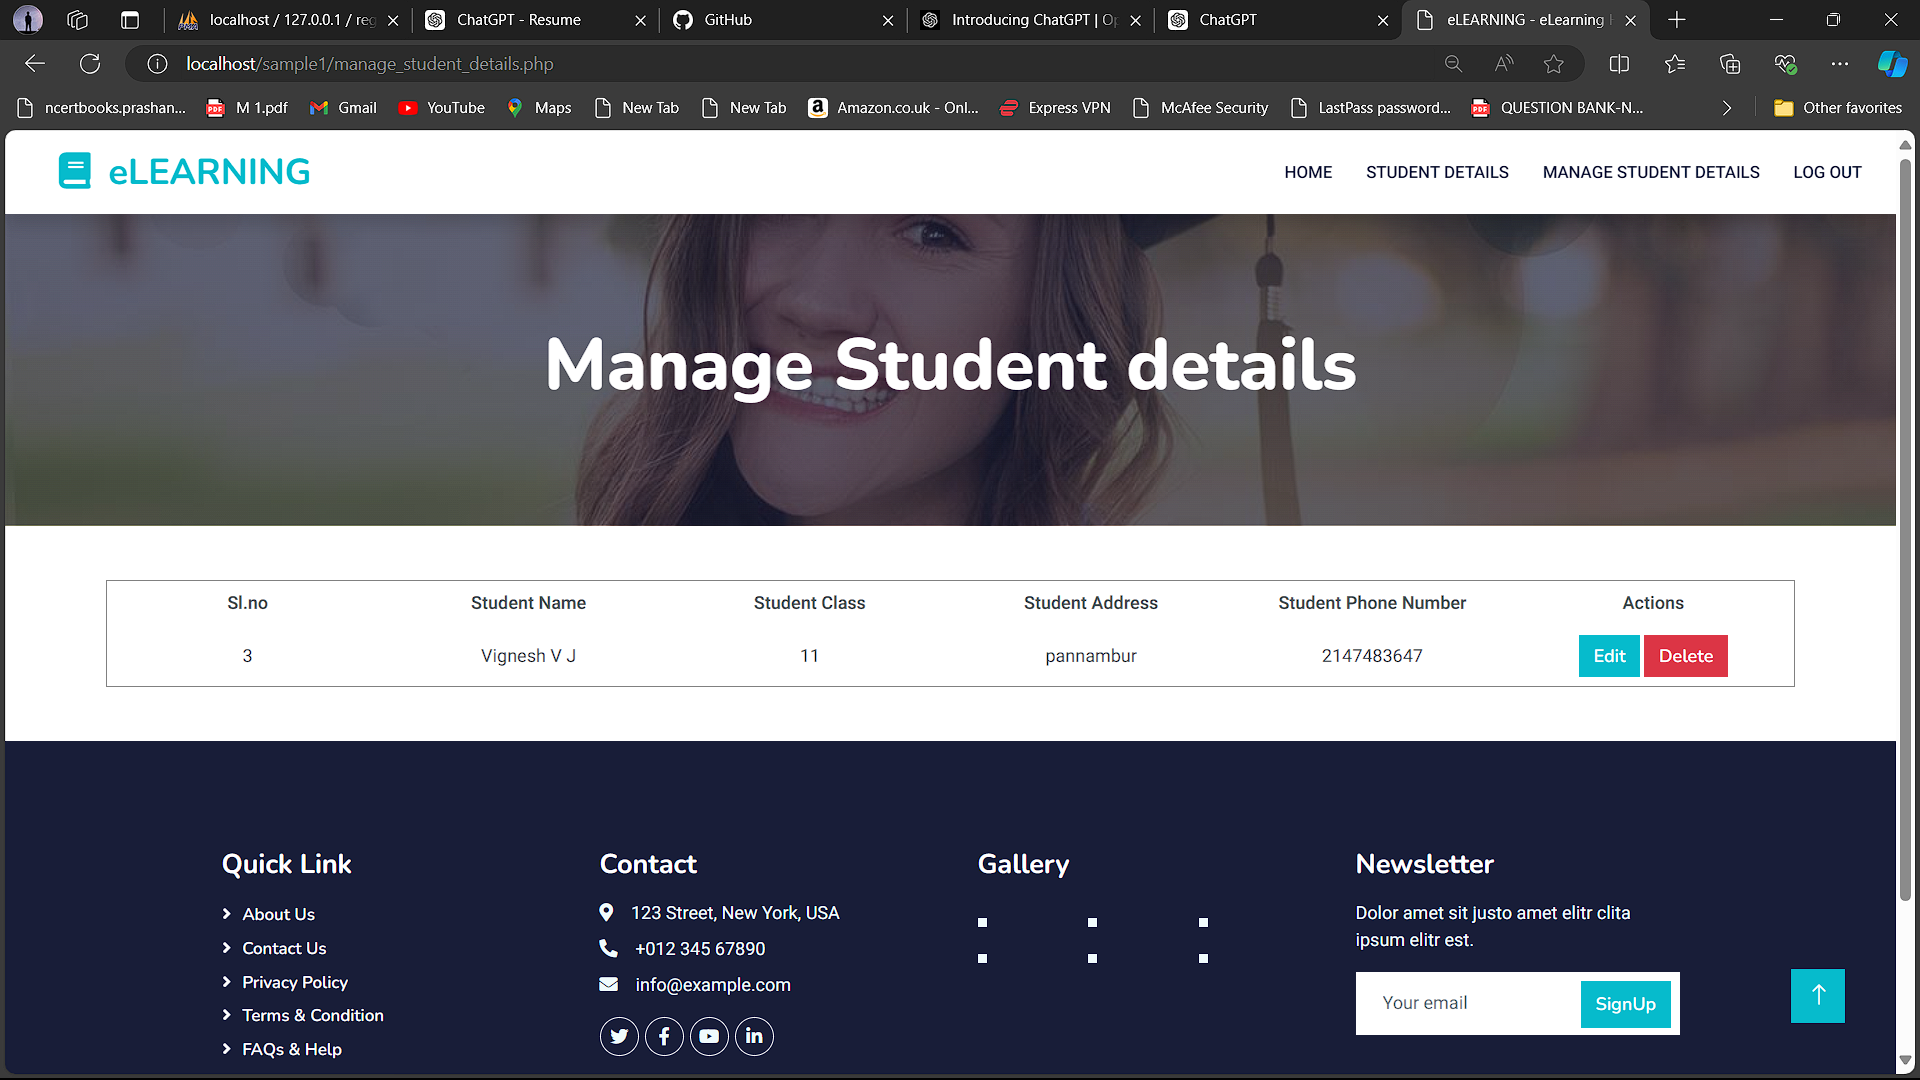 localhost / 127.0.0.1 / reg
ChatGPT - Resume
GitHub
Introducing ChatGPT | Op
ChatGPT
eLEARNING - eLearning H
localhost/sample1/manage_student_details.php
ncertbooks.prashan...
M 1.pdf
Gmail
YouTube
Maps
New Tab
New Tab
Amazon.co.uk - Onl...
Express VPN
McAfee Security
LastPass password...
QUESTION BANK-N...
Other favorites
eLEARNING
HOME
STUDENT DETAILS
MANAGE STUDENT DETAILS
LOG OUT
Manage Student details
Sl.no Student Name Student Class Student Address Student Phone Number Actions
3 Vignesh V J 11 pannambur 2147483647 Edit Delete
Quick Link
About Us
Contact Us
Privacy Policy
Terms & Condition
FAQs & Help
Contact
123 Street, New York, USA
+012 345 67890
info@example.com
Gallery
Newsletter
Dolor amet sit justo amet elitr clita
ipsum elitr est.
Your email
SignUp